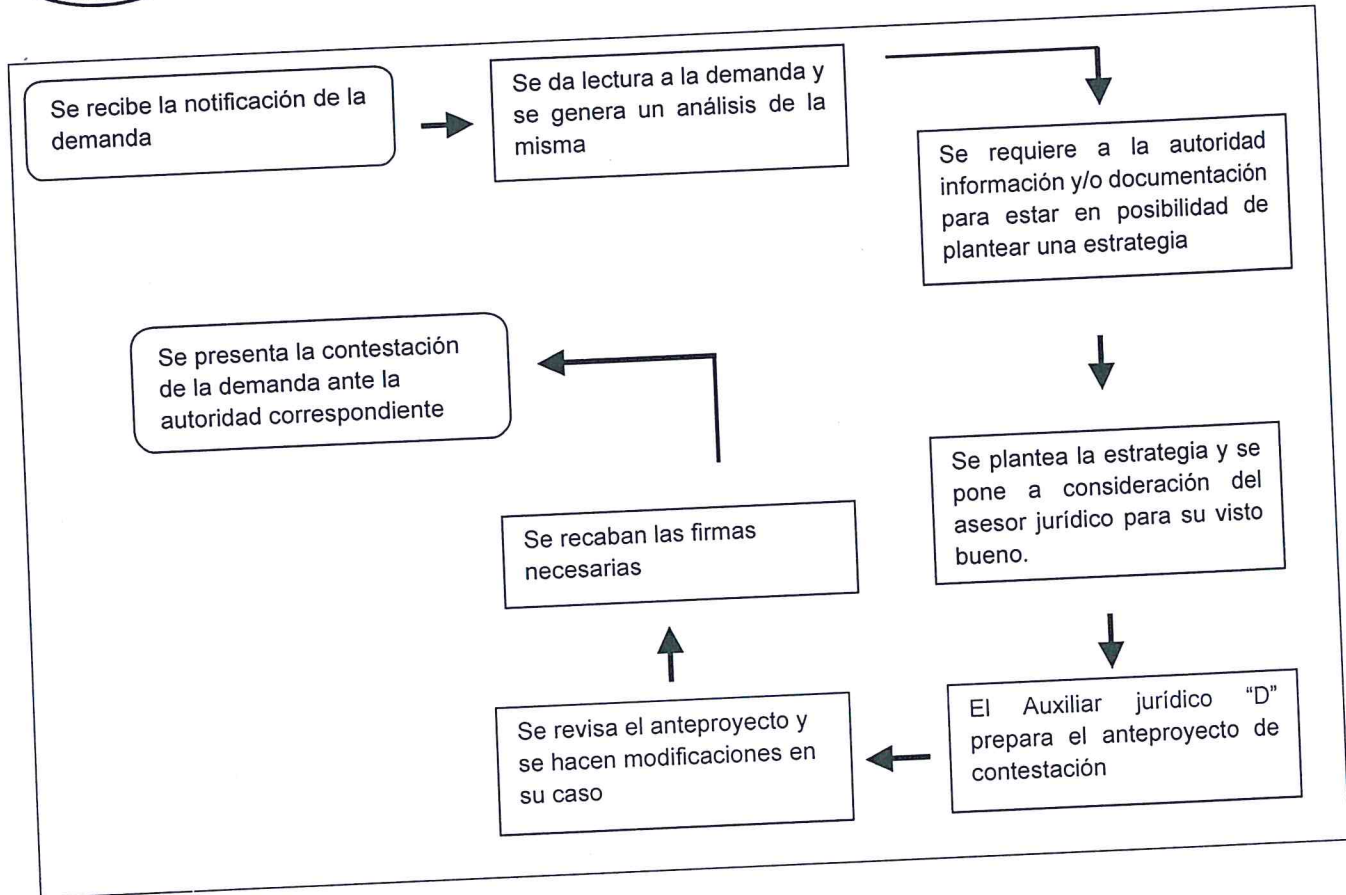 Se recibe la notificación de la
demanda
Se da lectura a la demanda y
se genera un análisis de la
misma
Se requiere a la autoridad
información y/o documentación
para estar en posibilidad de
plantear una estrategia
Se plantea la estrategia y se
pone a consideración del
asesor jurídico para su visto
bueno.
El Auxiliar jurídico “D”
prepara el anteproyecto de
contestación
Se revisa el anteproyecto y
se hacen modificaciones en
su caso
Se recaban las firmas
necesarias
Se presenta la contestación
de la demanda ante la
autoridad correspondiente